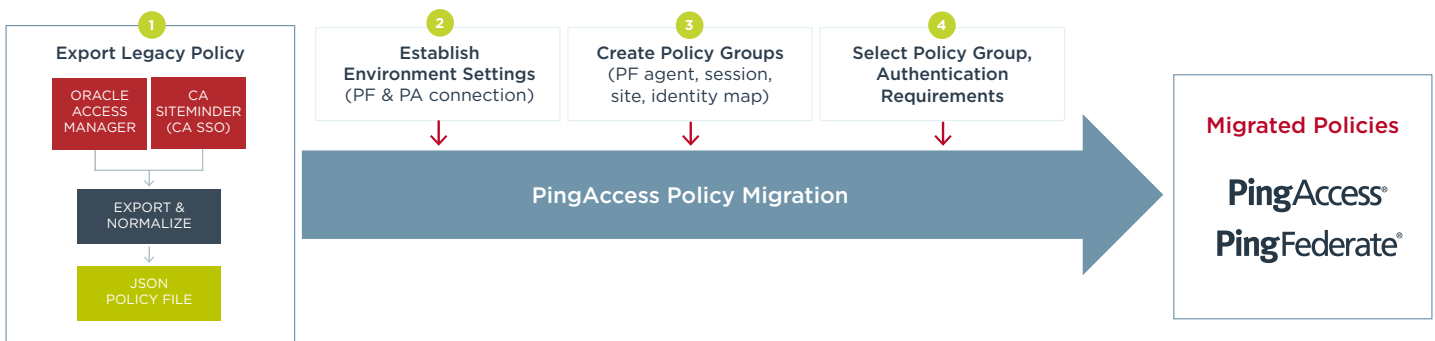 1
Export Legacy Policy
ORACLE
ACCESS
MANAGER
CA
SITEMINDER
(CA SSO)
EXPORT &
NORMALIZE
JSON
POLICY FILE
2
Establish
Environment Settings
(PF & PA connection)
3
Create Policy Groups
(PF agent, session,
site, identity map)
4
Select Policy Group,
Authentication
Requirements
PingAccess Policy Migration
Migrated Policies
PingAccess®
PingFederate®